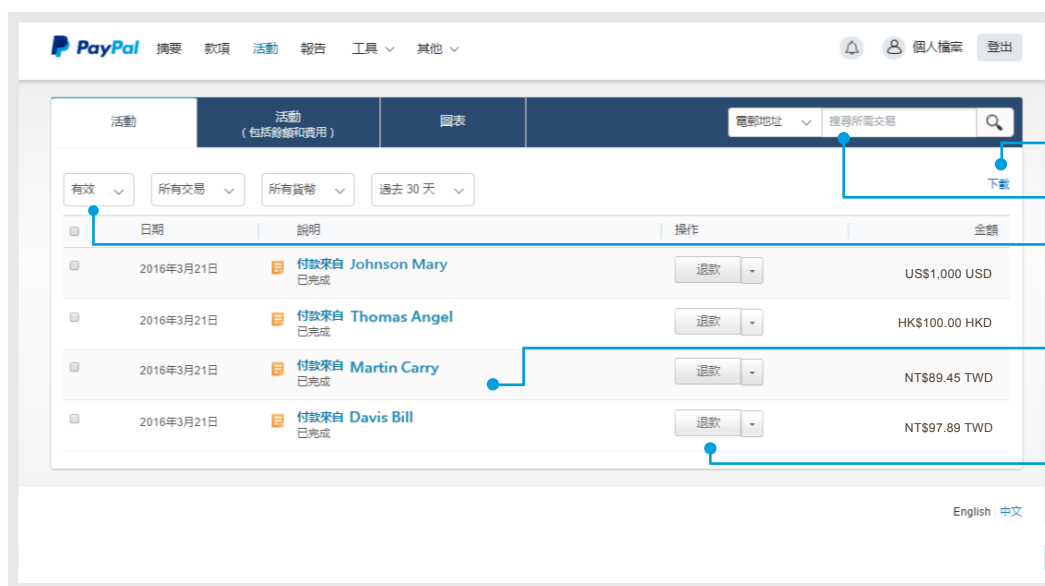 PayPal 摘要 款項 活動 報告 工具 其他 個人檔案 登出
活動 活動 圖表 電郵地址 搜尋所需交易
(包括餘額和費用)
下載
有效 所有交易 所有貨幣 過去 30 天
日期 說明 操作 金額
2016年3月21日 付款來自 Johnson Mary 退款 US$1,000 USD
已完成
2016年3月21日 付款來自 Thomas Angel 退款 HK$100.00 HKD
已完成
2016年3月21日 付款來自 Martin Carry 退款 NT$89.45 TWD
已完成
2016年3月21日 付款來自 Davis Bill 退款 NT$97.89 TWD
已完成
English 中文